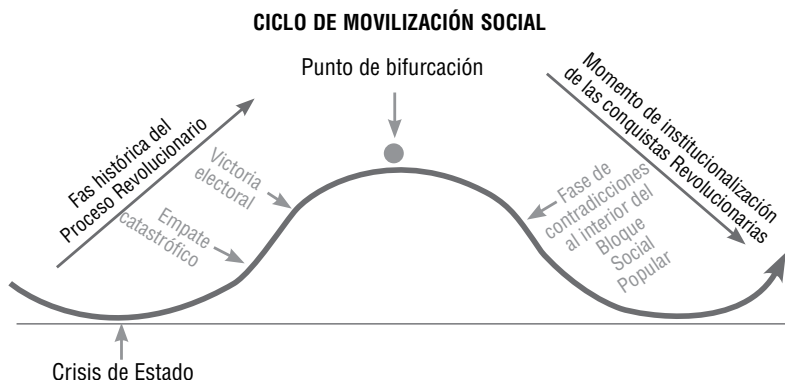 CICLO DE MOVILIZACIÓN SOCIAL
Punto de bifurcación
Fas histórica del
Proceso Revolucionario
Victoria
electoral
Empate
catastrófico
Momento de institucionalización
de las conquistas Revolucionarias
Fase de
contradicciones
al interior del
Bloque
Social
Popular
Crisis de Estado